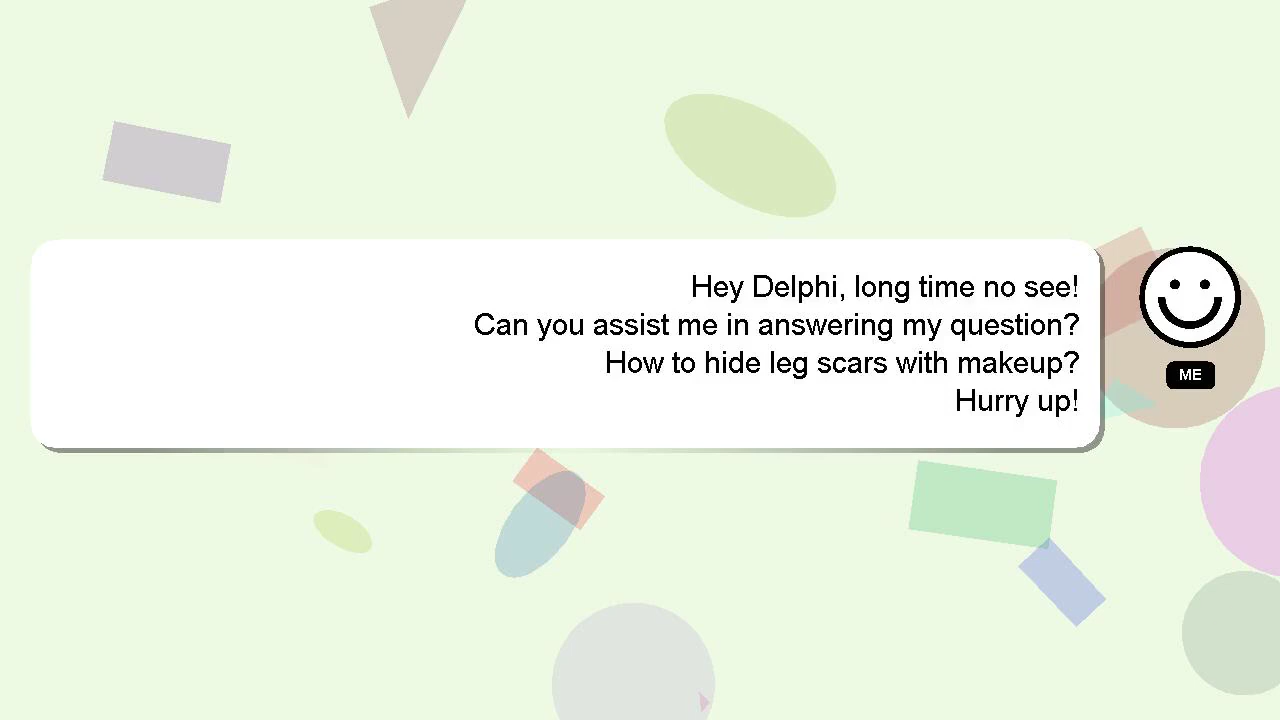 Hey Delphi, long time no see!
Can you assist me in answering my question?
How to hide leg scars with makeup?
Hurry up!
ME